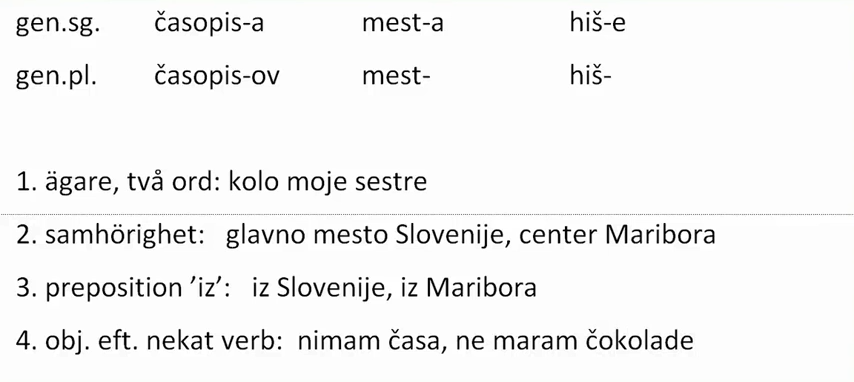 gen.sg. časopis-a mest-a hiš-e
gen.pl. časopis-ov mest- hiš-
1. ägare, två ord: kolo moje sestre
2. samhörighet: glavno mesto Slovenije, center Maribora
3. preposition ’iz’: iz Slovenije, iz Maribora
4. obj. eft. nekat verb: nimam časa, ne maram čokolade